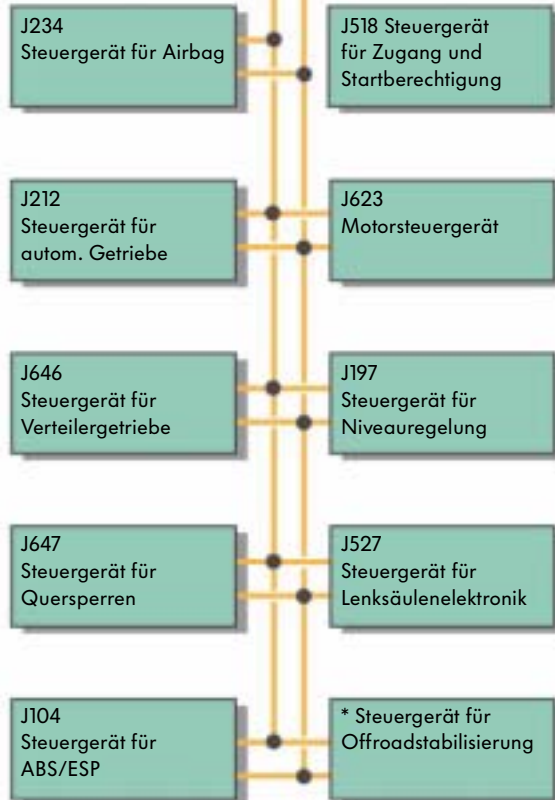 J234
Steuergerät für Airbag
J518 Steuergerät
für Zugang und
Startberechtigung
J212
Steuergerät für
autom. Getriebe
J623
Motorsteuergerät
J646
Steuergerät für
Verteilergetriebe
J197
Steuergerät für
Niveauregelung
J647
Steuergerät für
Quersperren
J527
Steuergerät für
Lenksäulenelektronik
J104
Steuergerät für
ABS/ESP
* Steuergerät für
Offroadstabilisierung